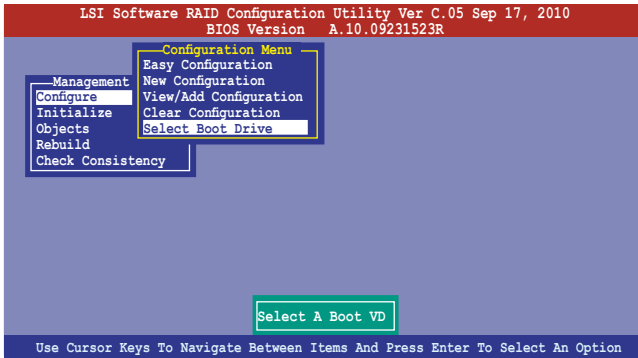 LSI Software RAID Configuration Utility Ver C.05 Sep 17, 2010
BIOS Version A.10.09231523R
Configuration Menu
Easy Configuration
New Configuration
View/Add Configuration
Clear Configuration
Select Boot Drive
Management
Configure
Initialize
Objects
Rebuild
Check Consistency
Select A Boot VD
Use Cursor Keys To Navigate Between Items And Press Enter To Select An Option